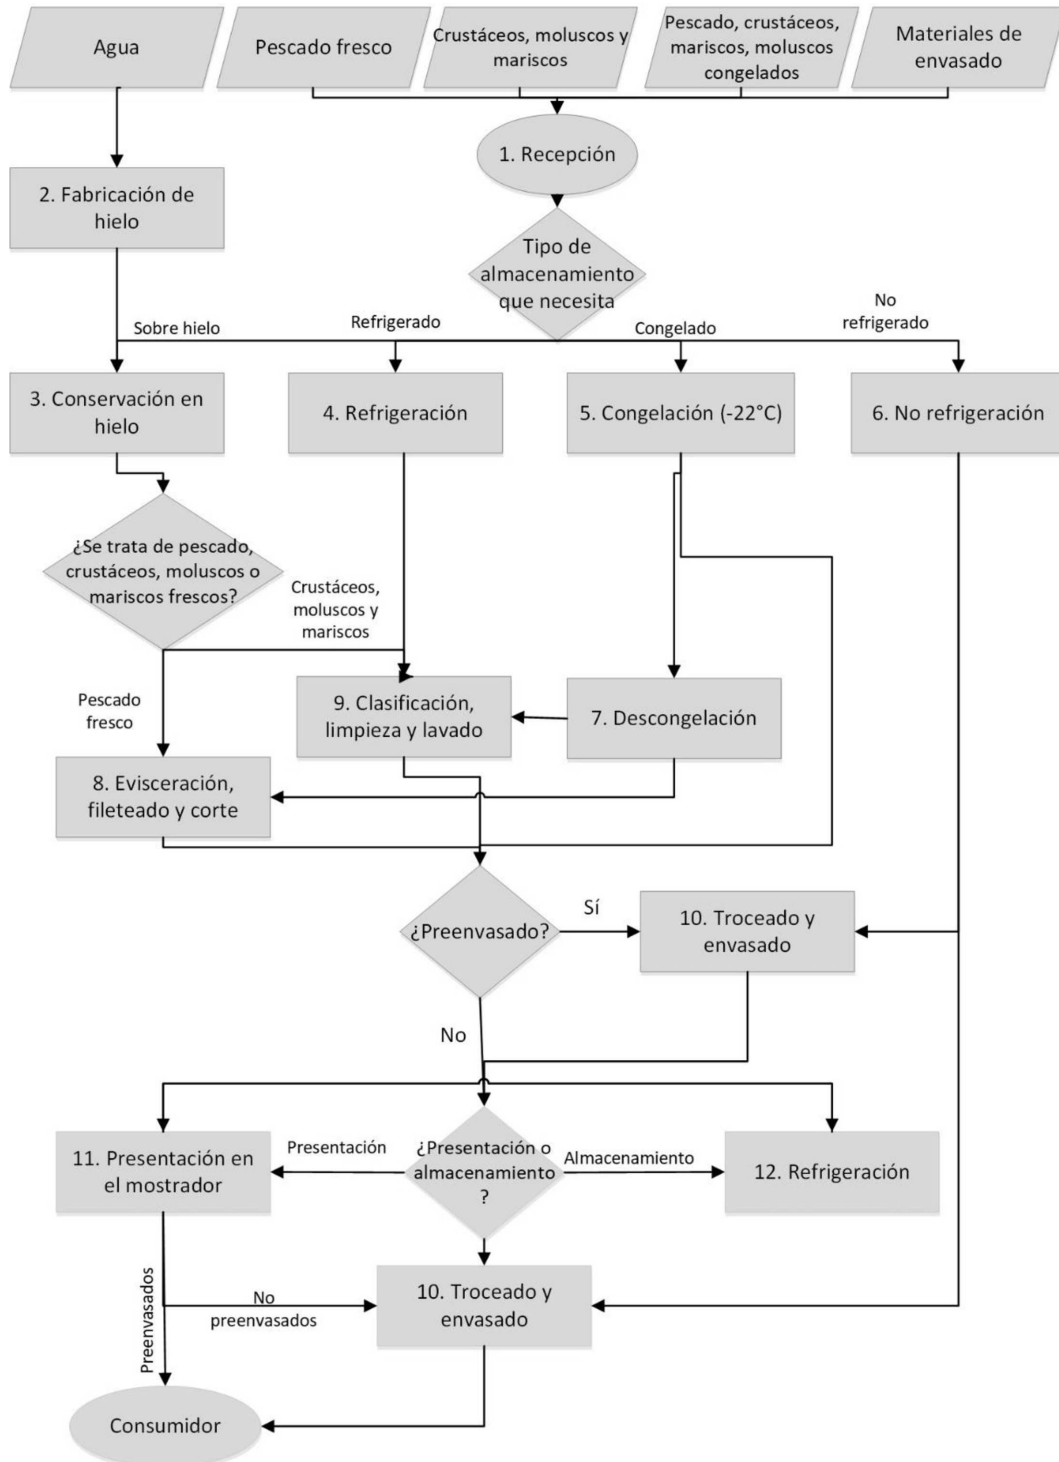 Agua
Pescado fresco
Crustáceos, moluscos y
mariscos
Pescado, crustáceos,
mariscos, moluscos
congelados
Materiales de
envasado
1. Recepción
2. Fabricación de
hielo
Tipo de
almacenamiento
que necesita
Sobre hielo
Refrigerado
Congelado
No
refrigerado
3. Conservación en
hielo
4. Refrigeración
5. Congelación (-22°C)
6. No refrigeración
¿Se trata de pescado,
crustáceos, moluscos o
mariscos frescos?
Crustáceos,
moluscos y
mariscos
Pescado
fresco
9. Clasificación,
limpieza y lavado
7. Descongelación
8. Evisceración,
fileteado y corte
¿Preenvasado?
Sí
10. Troceado y
envasado
No
11. Presentación en
el mostrador
Presentación
¿Presentación o
almacenamiento
?
Almacenamiento
12. Refrigeración
Preenvasados
No
preenvasados
10. Troceado y
envasado
Consumidor